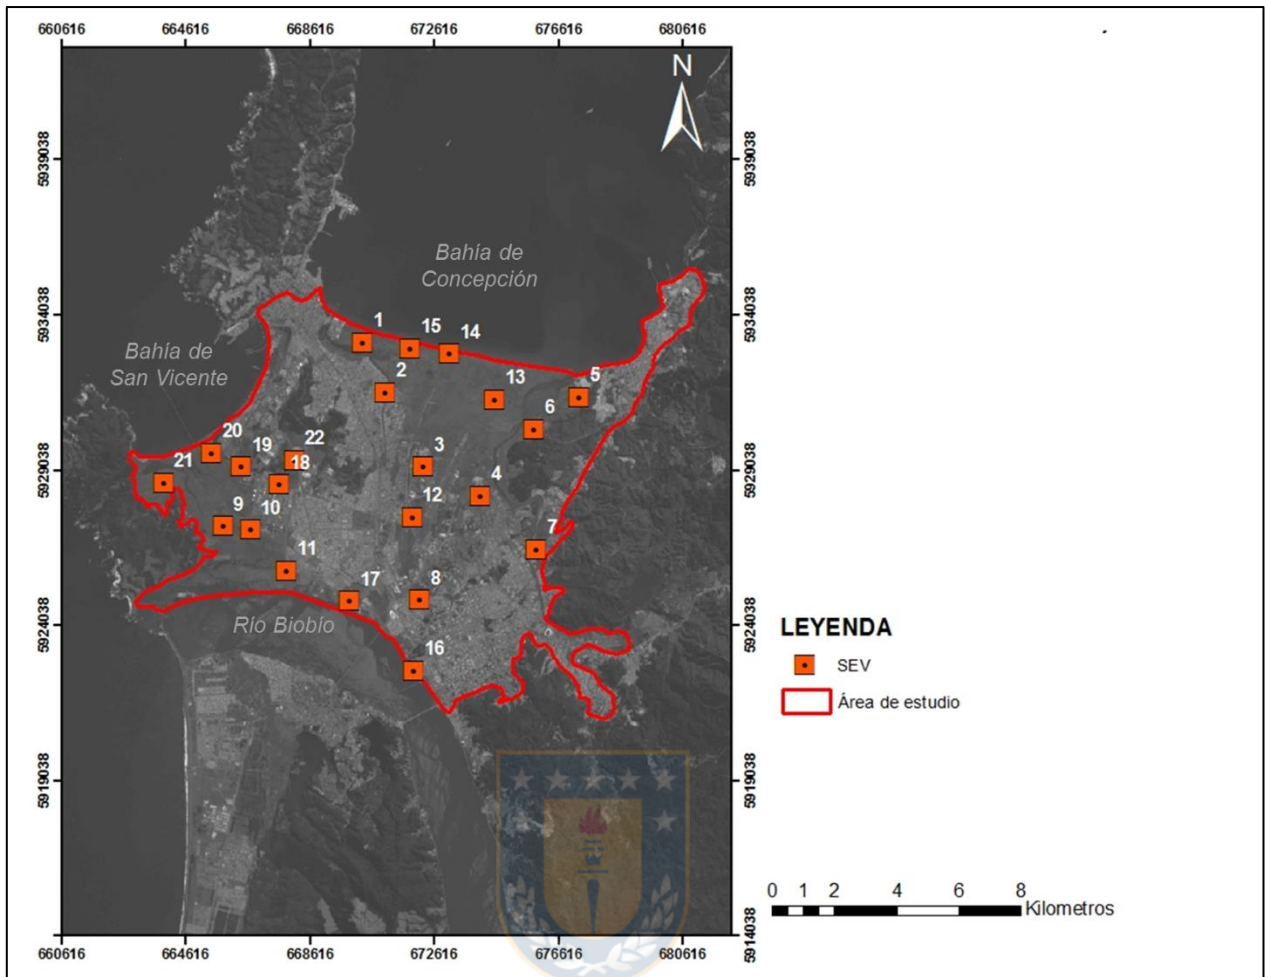 660616 664616 668616 672616 676616 680616
N
5939038 5939038
Bahía de
Concepción
5934038 5934038
1 15 14
Bahía de
San Vicente
2 13 5
6
20 19 22 3
5929038 5929038
21 18 4
9 10 12
7
11
17 8
5924038 5924038
Río Biobío
16
LEYENDA
SEV
Área de estudio
5919038 5919038
0 1 2 4 6 8
Kilometros
5914038 5914038
660616 664616 668616 672616 676616 680616